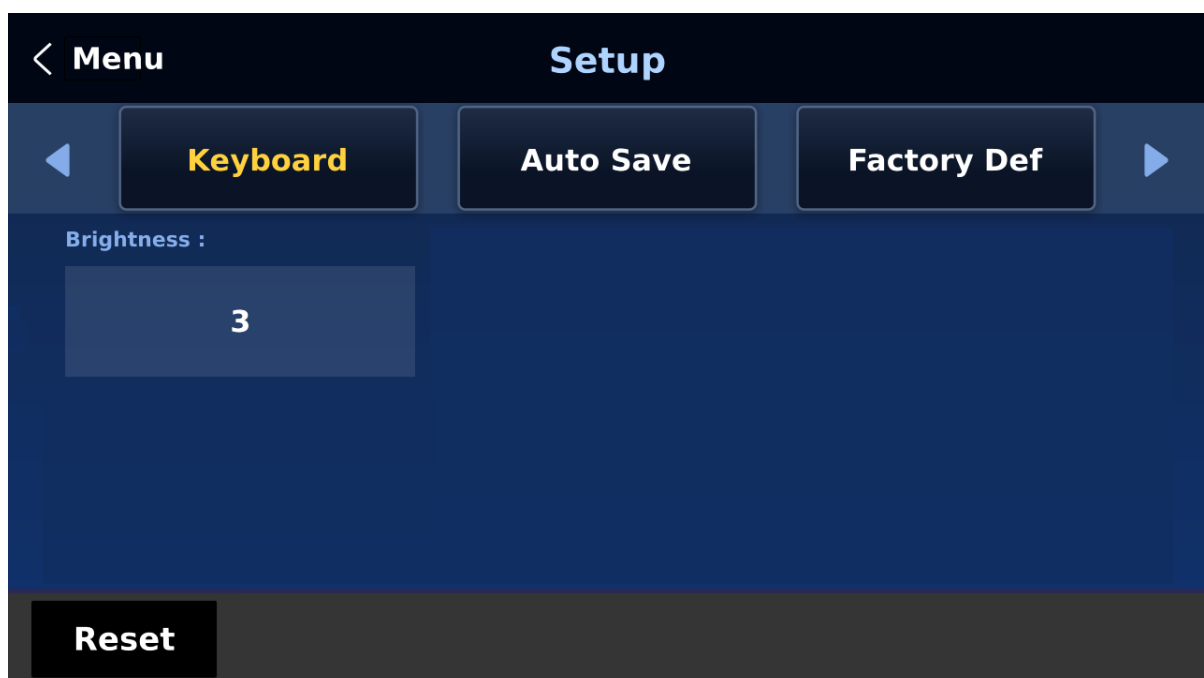 Menu
Setup
Keyboard
Auto Save
Factory Def
Brightness :
3
Reset